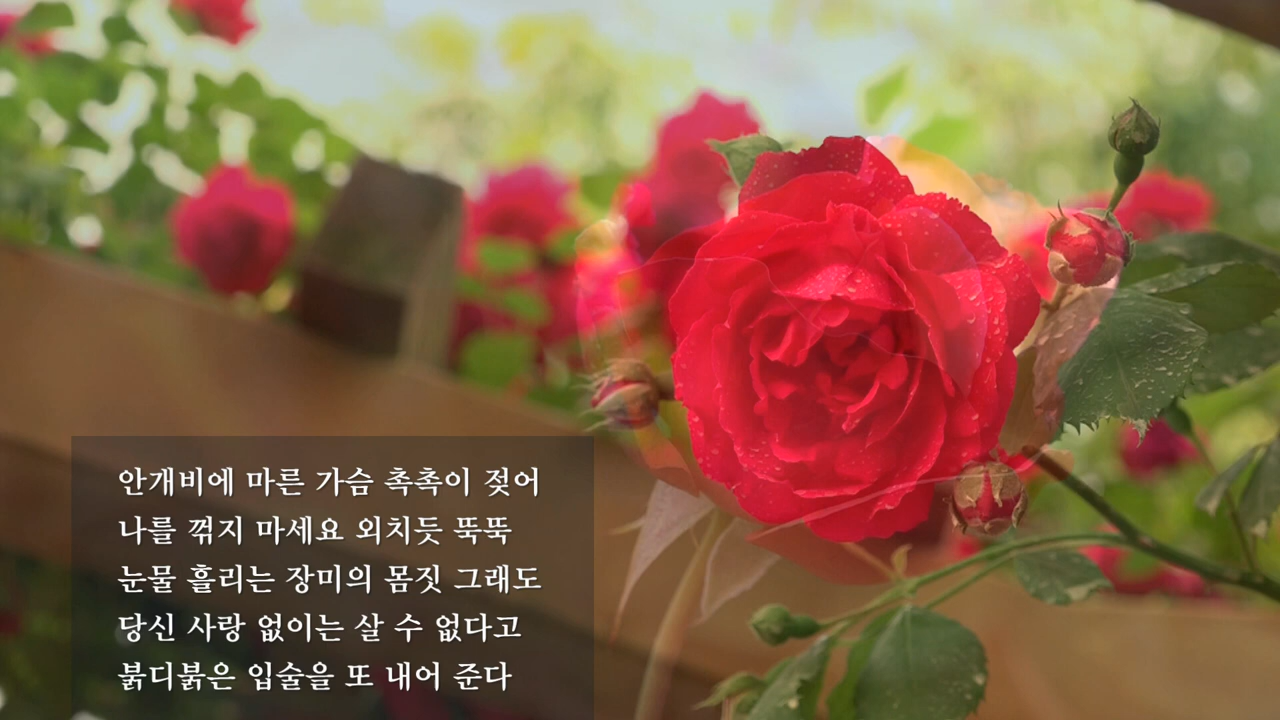 안개비에 마른 가슴 촉촉이 젖어
나를 꺾지 마세요 외치듯 뚝뚝
눈물 흘리는 장미의 몸짓 그래도
당신 사랑 없이는 살 수 없다고
붉디붉은 입술을 또 내어 준다